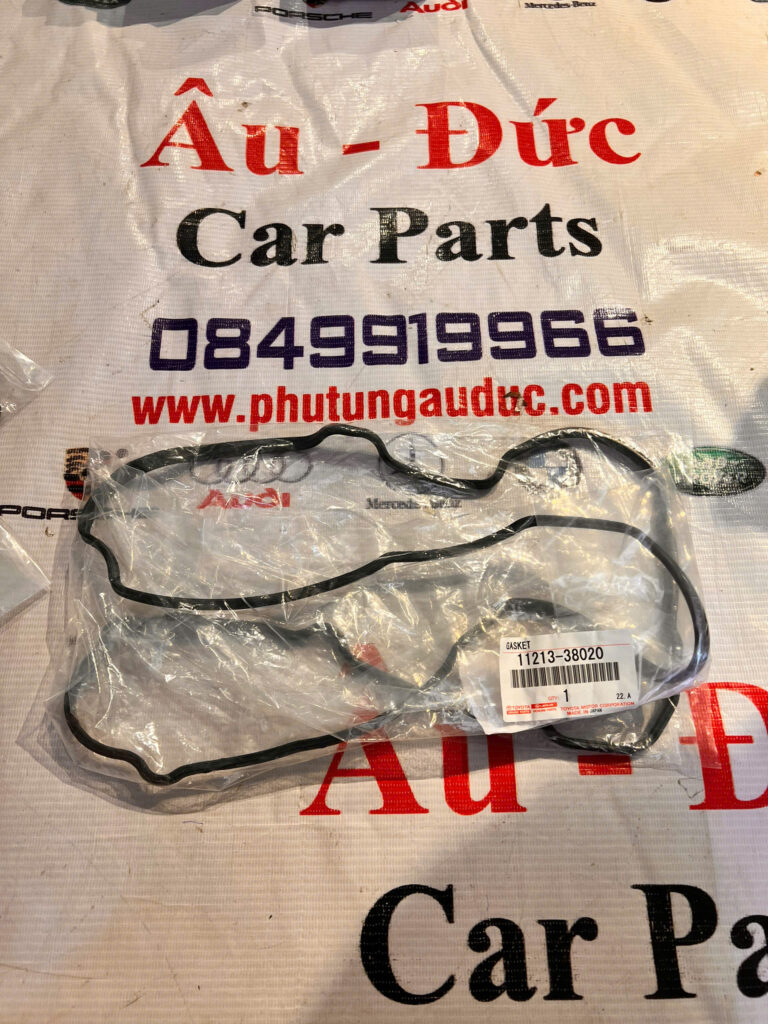 PORSCHE
Audi
Mercedes-Benz
Âu - Đức
Car Parts
0849919966
www.phutungauduc.com
PORSCHE
Audi
Mercedes-Benz
GASKET
11213-38020
QTY. 1
22. A
TOYOTA MOTOR CORPORATION
MADE IN JAPAN
Âu - Đ
Car Pa